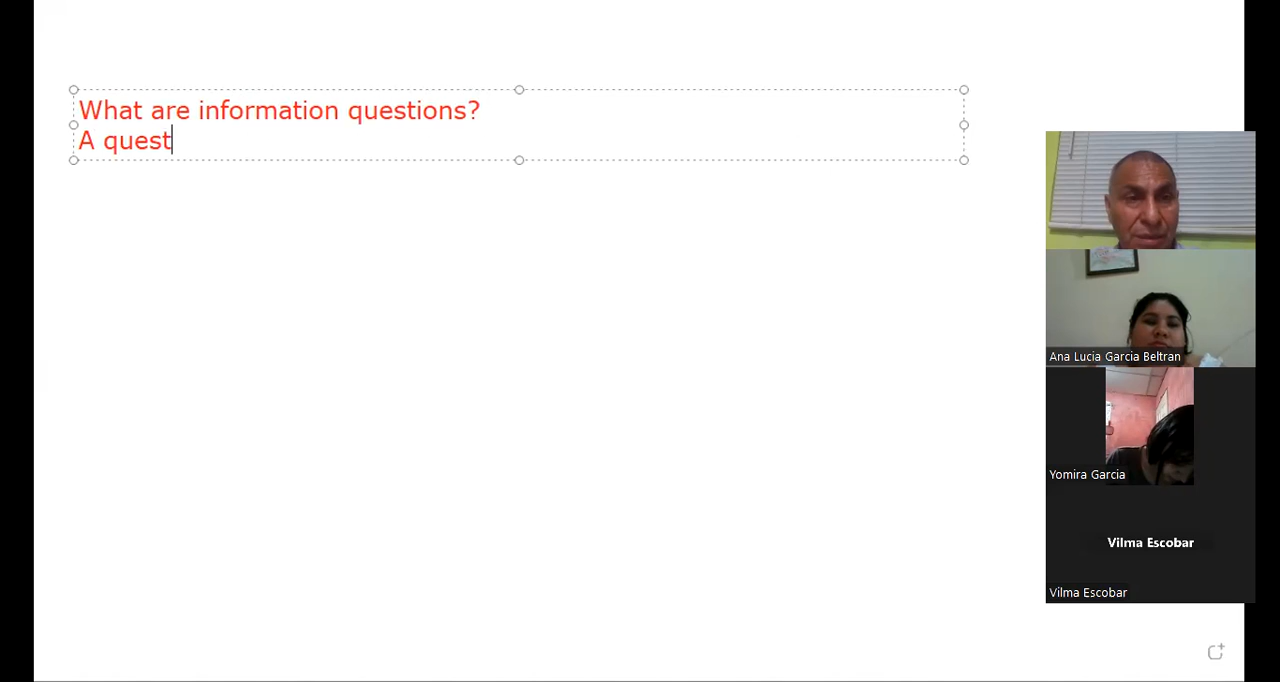 What are information questions?
A quest
Ana Lucia Garcia Beltran
Yomira Garcia
Vilma Escobar
Vilma Escobar